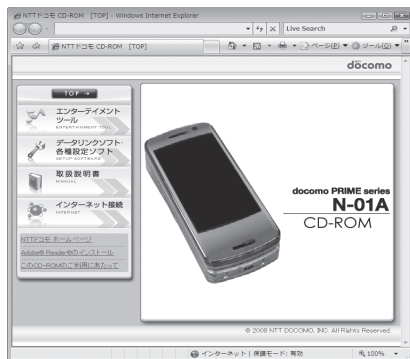 NTTドコモ CD-ROM [TOP] - Windows Internet Explorer
Live Search
NTTドコモ CD-ROM [TOP]
ページ(P)
ツール(O)
docomo
TOP →
エンターテイメント
ツール
ENTERTAINMENT TOOL
データリンクソフト・
各種設定ソフト
SETUP SOFTWARE
取扱説明書
MANUAL
インターネット接続
INTERNET
NTTドコモ ホームページ
Adobe® Reader®のインストール
このCD-ROMのご利用にあたって
docomo PRIME series
N-01A
CD-ROM
© 2008 NTT DOCOMO, INC. All Rights Reserved.
インターネット | 保護モード: 有効
100%